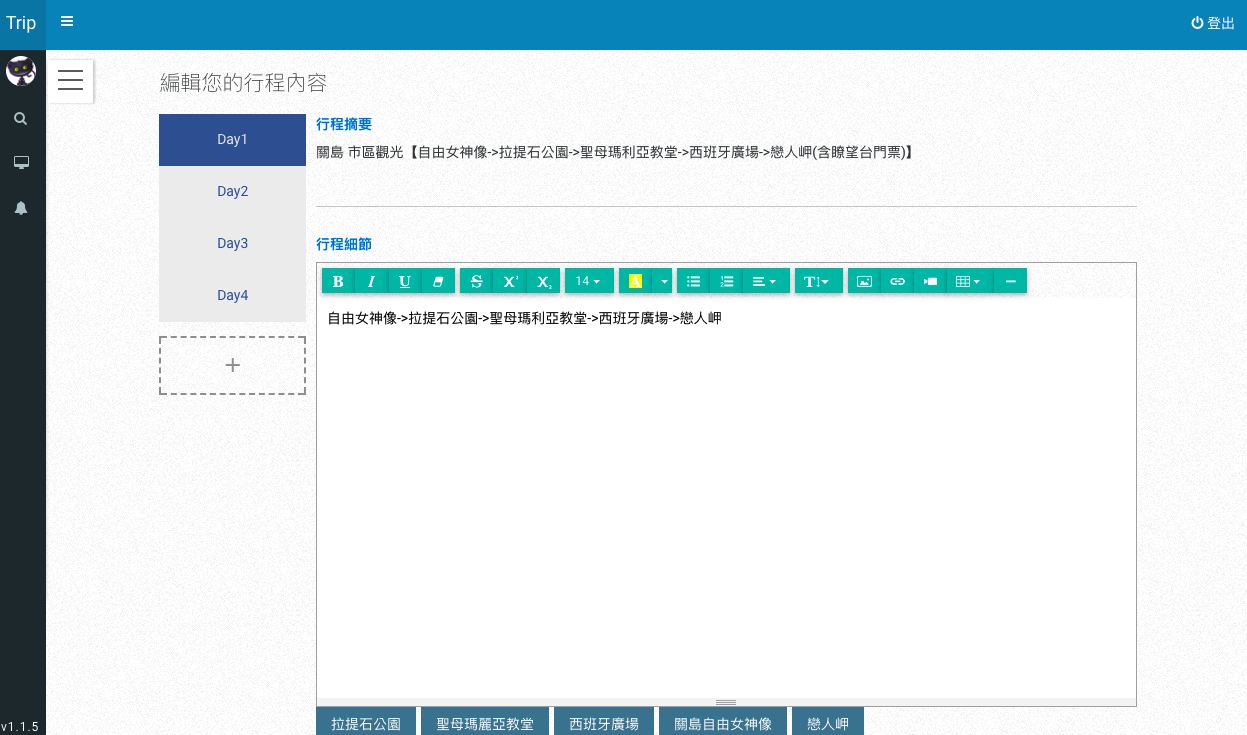 Trip
登出
編輯您的行程內容
Day1
Day2
Day3
Day4
+
行程摘要
關島 市區觀光【自由女神像->拉提石公園->聖母瑪利亞教堂->西班牙廣場->戀人岬(含瞭望台門票)】
行程細節
B I U S X² X₂ 14 A T!
自由女神像->拉提石公園->聖母瑪利亞教堂->西班牙廣場->戀人岬
拉提石公園 聖母瑪麗亞教堂 西班牙廣場 關島自由女神像 戀人岬
v1.1.5